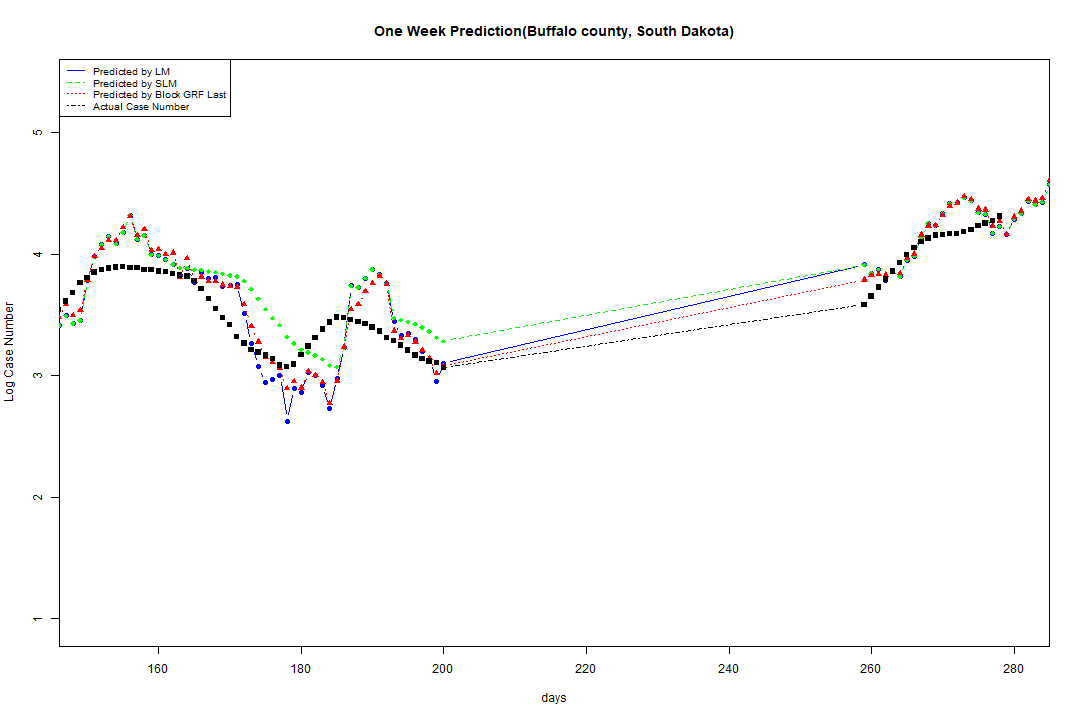 One Week Prediction(Buffalo county, South Dakota)
Predicted by LM
Predicted by SLM
Predicted by Block GRF Last
Actual Case Number
5
4
3
2
1
Log Case Number
160 180 200 220 240 260 280
days